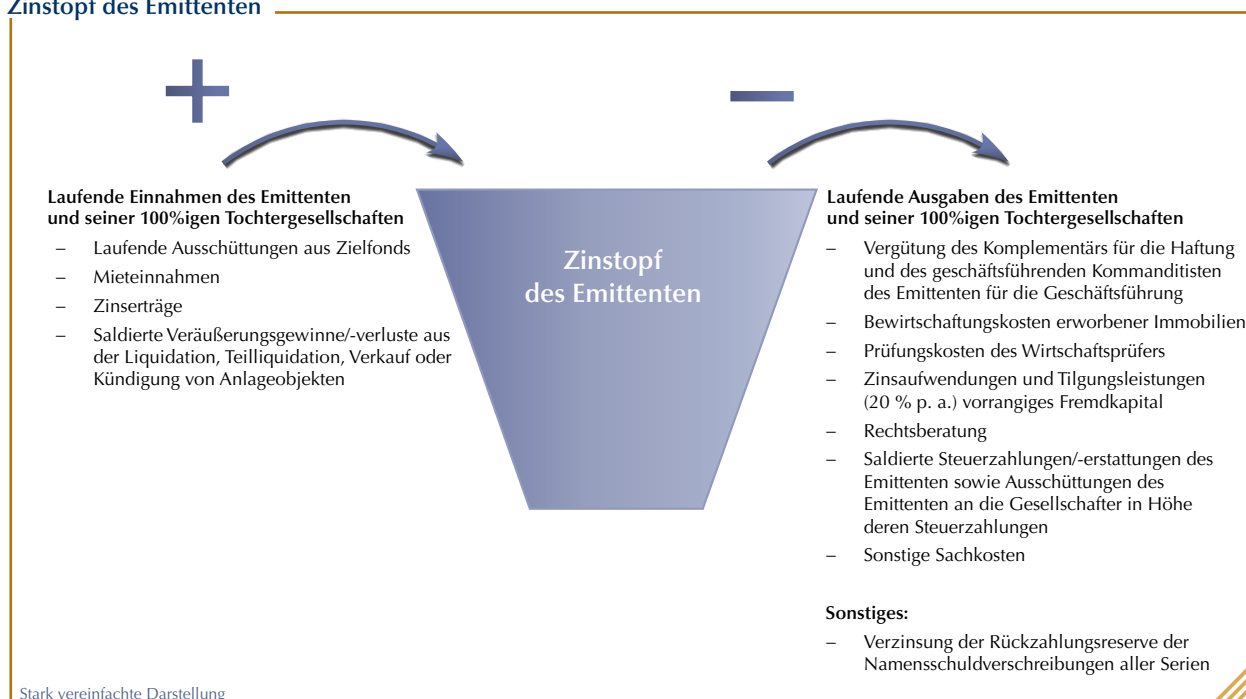 Zinstopf des Emittenten
+
–
Laufende Einnahmen des Emittenten
und seiner 100%igen Tochtergesellschaften
– Laufende Ausschüttungen aus Zielfonds
– Mieteinnahmen
– Zinserträge
– Saldierte Veräußerungsgewinne/-verluste aus
der Liquidation, Teilliquidation, Verkauf oder
Kündigung von Anlageobjekten
Zinstopf
des Emittenten
Laufende Ausgaben des Emittenten
und seiner 100%igen Tochtergesellschaften
– Vergütung des Komplementärs für die Haftung
und des geschäftsführenden Kommanditisten
des Emittenten für die Geschäftsführung
– Bewirtschaftungskosten erworbener Immobilien
– Prüfungskosten des Wirtschaftsprüfers
– Zinsaufwendungen und Tilgungsleistungen
(20 % p. a.) vorrangiges Fremdkapital
– Rechtsberatung
– Saldierte Steuerzahlungen/-erstattungen des
Emittenten sowie Ausschüttungen des
Emittenten an die Gesellschafter in Höhe
deren Steuerzahlungen
– Sonstige Sachkosten
Sonstiges:
– Verzinsung der Rückzahlungsreserve der
Namensschuldverschreibungen aller Serien
Stark vereinfachte Darstellung